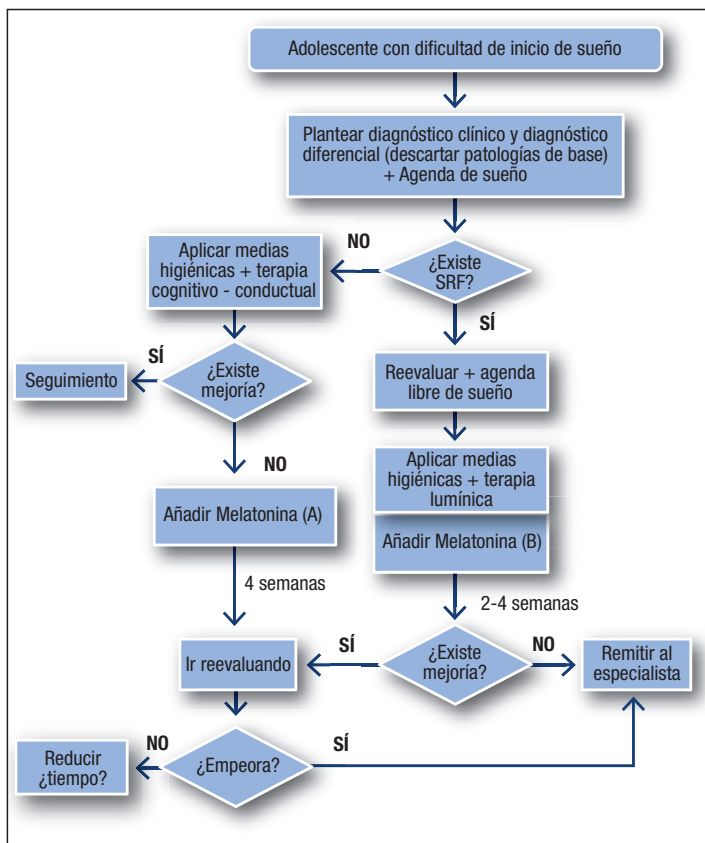 Adolescente con dificultad de inicio de sueño
Plantear diagnóstico clínico y diagnóstico
diferencial (descartar patologías de base)
+ Agenda de sueño
NO
Aplicar medias
higiénicas + terapia
cognitivo - conductual
¿Existe
SRF?
SÍ
SÍ
Seguimiento
¿Existe
mejoría?
Reevaluar + agenda
libre de sueño
NO
Aplicar medias
higiénicas + terapia
lumínica
Añadir Melatonina (A)
Añadir Melatonina (B)
4 semanas
2-4 semanas
Ir reevaluando
SÍ
¿Existe
mejoría?
NO
Remitir al
especialista
Reducir
¿tiempo?
NO
¿Empeora?
SÍ